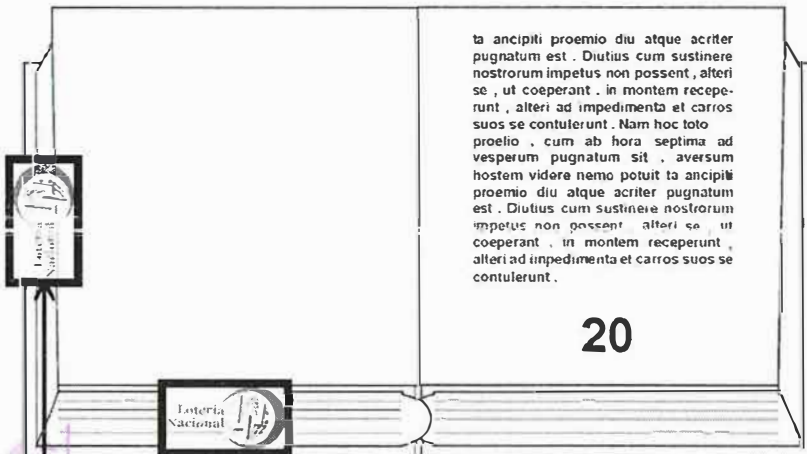 ta ancipiti proemio diu atque acriter
pugnatum est . Diutius cum sustinere
nostrorum impetus non possent , alteri
se , ut coeperant . in montem recepe-
runt , alteri ad impedimenta et carros
suos se contulerunt . Nam hoc toto
proelio , cum ab hora septima ad
vesperum pugnatum sit , aversum
hostem videre nemo potuit ta ancipiti
proemio diu atque acriter pugnatum
est . Diutius cum sustinere nostrorum
impetus non possent , alteri se , ut
coeperant , in montem receperunt ,
alteri ad impedimenta et carros suos se
contulerunt .
20
Loteria
Nacional
Loteria
Nacional